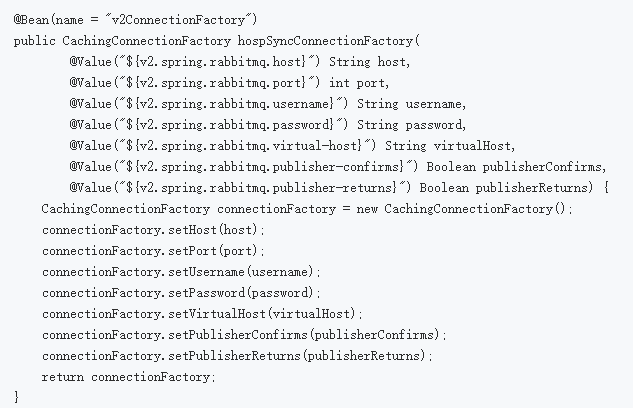 @Bean(name = "v2ConnectionFactory")
public CachingConnectionFactory hospSyncConnectionFactory(
        @Value("${v2.spring.rabbitmq.host}") String host,
        @Value("${v2.spring.rabbitmq.port}") int port,
        @Value("${v2.spring.rabbitmq.username}") String username,
        @Value("${v2.spring.rabbitmq.password}") String password,
        @Value("${v2.spring.rabbitmq.virtual-host}") String virtualHost,
        @Value("${v2.spring.rabbitmq.publisher-confirms}") Boolean publisherConfirms,
        @Value("${v2.spring.rabbitmq.publisher-returns}") Boolean publisherReturns) {
    CachingConnectionFactory connectionFactory = new CachingConnectionFactory();
    connectionFactory.setHost(host);
    connectionFactory.setPort(port);
    connectionFactory.setUsername(username);
    connectionFactory.setPassword(password);
    connectionFactory.setVirtualHost(virtualHost);
    connectionFactory.setPublisherConfirms(publisherConfirms);
    connectionFactory.setPublisherReturns(publisherReturns);
    return connectionFactory;
}